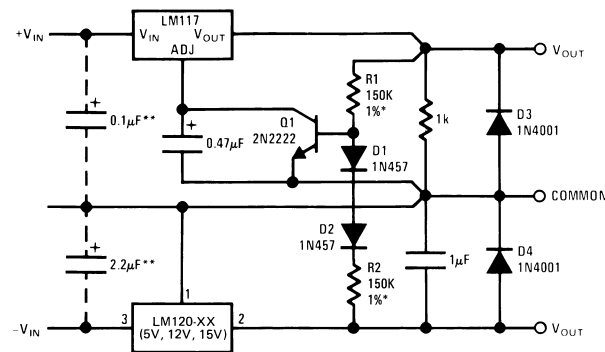 LM117
+VIN
VIN
VOUT
ADJ
VOUT
R1
150K
1%*
+
0.1μF**
+
0.47μF
Q1
2N2222
1k
D3
1N4001
D1
1N457
COMMON
D2
1N457
+
2.2μF**
D4
1N4001
1μF
R2
150K
1%*
1
LM120-XX
(5V, 12V, 15V)
−VIN
3
2
VOUT